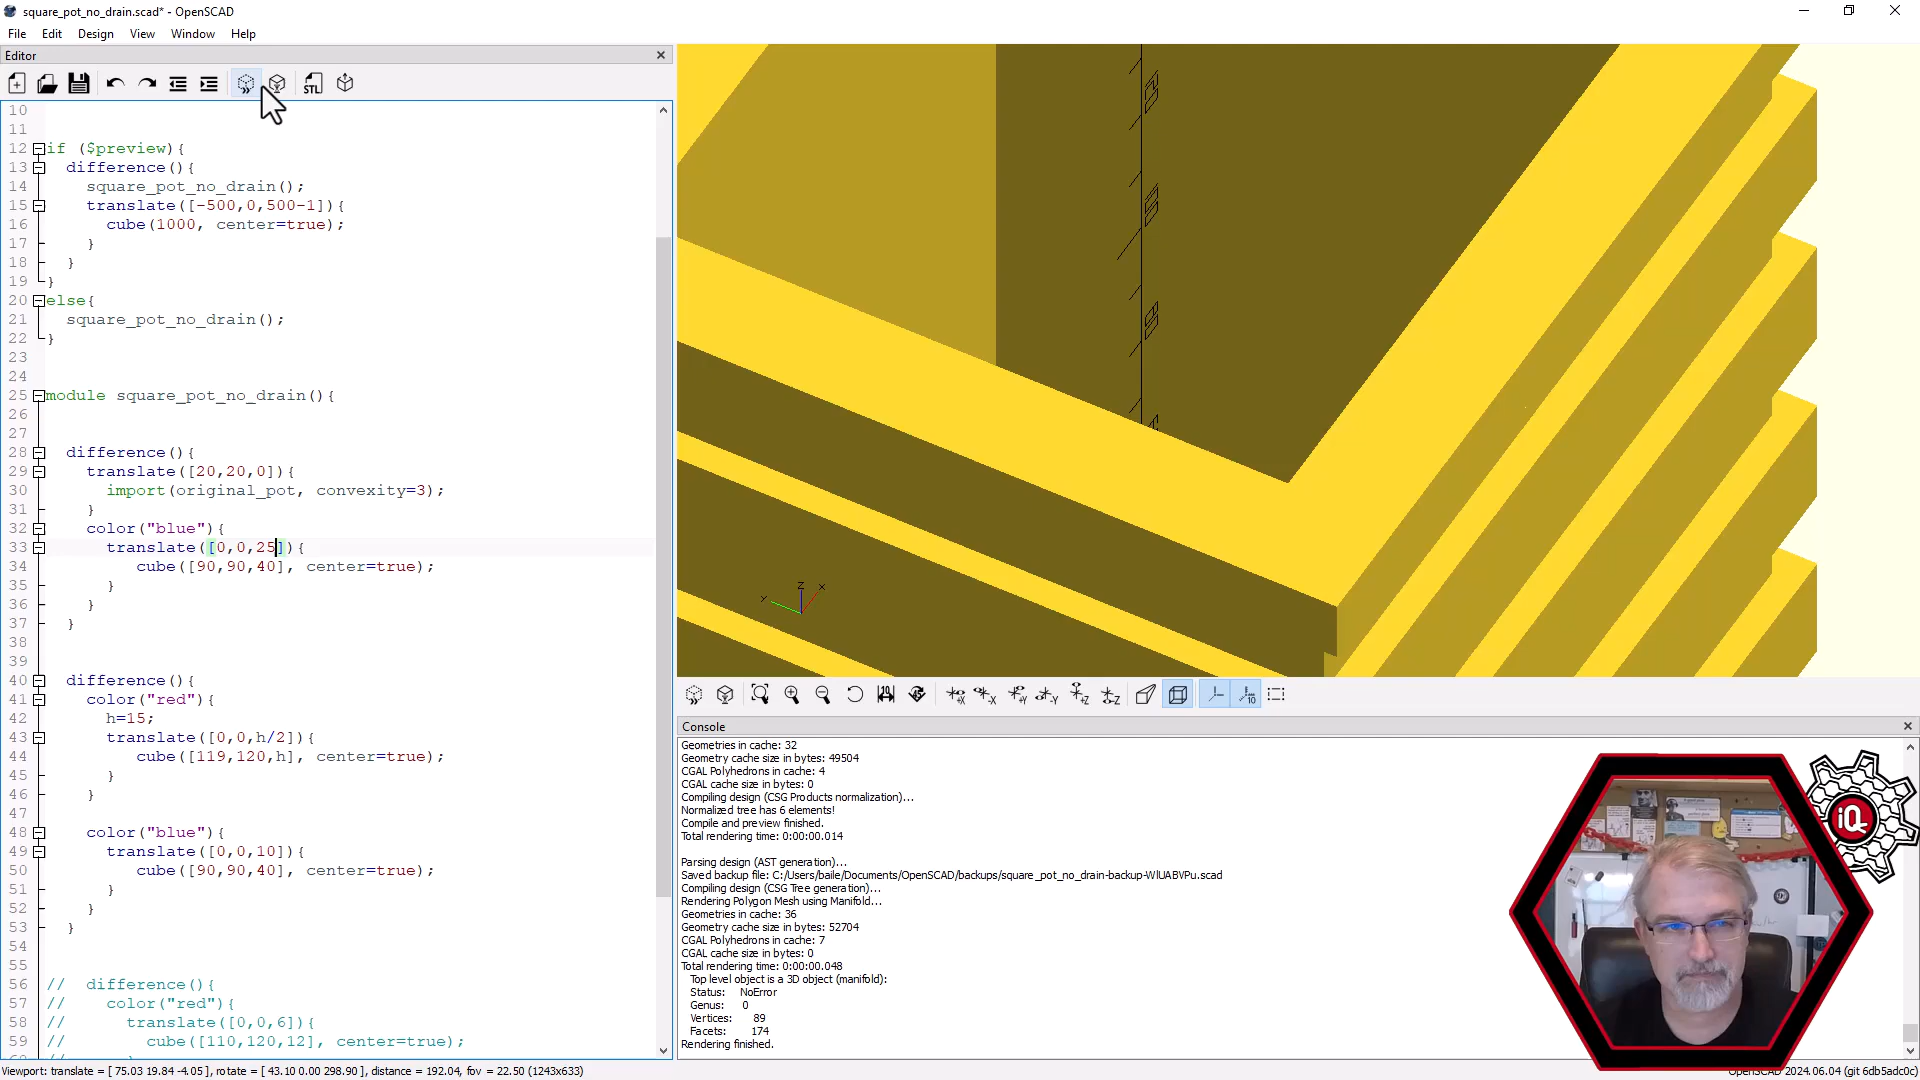 square_pot_no_drain.scad* - OpenSCAD
File Edit Design View Window Help
Editor
STL
10
11
12 if ($preview){
13 difference(){
14 square_pot_no_drain();
15 translate([-500,0,500-1]){
16 cube(1000, center=true);
17 }
18 }
19 }
20 else{
21 square_pot_no_drain();
22 }
23
24
25 module square_pot_no_drain(){
26
27
28 difference(){
29 translate([20,20,0]){
30 import(original_pot, convexity=3);
31 }
32 color("blue"){
33 translate([0,0,25]){
34 cube([90,90,40], center=true);
35 }
36 }
37 }
38
39
40 difference(){
41 color("red"){
42 h=15;
43 translate([0,0,h/2]){
44 cube([119,120,h], center=true);
45 }
46 }
47
48 color("blue"){
49 translate([0,0,10]){
50 cube([90,90,40], center=true);
51 }
52 }
53 }
54
55
56 // difference(){
57 // color("red"){
58 // translate([0,0,6]){
59 // cube([110,120,12], center=true);
Z
X
Y
Console
Geometries in cache: 32
Geometry cache size in bytes: 49504
CGAL Polyhedrons in cache: 4
CGAL cache size in bytes: 0
Compiling design (CSG Products normalization)...
Normalized tree has 6 elements!
Compile and preview finished.
Total rendering time: 0:00:00.014
Parsing design (AST generation)...
Saved backup file: C:/Users/baile/Documents/OpenSCAD/backups/square_pot_no_drain-backup-WlUABVPu.scad
Compiling design (CSG Tree generation)...
Rendering Polygon Mesh using Manifold...
Geometries in cache: 36
Geometry cache size in bytes: 52704
CGAL Polyhedrons in cache: 7
CGAL cache size in bytes: 0
Total rendering time: 0:00:00.048
Top level object is a 3D object (manifold):
Status: NoError
Genus: 0
Vertices: 89
Facets: 174
Rendering finished.
iQ
Viewport: translate = [ 75.03 19.84 -4.05 ], rotate = [ 43.10 0.00 298.90 ], distance = 192.04, fov = 22.50 (1243x633)
OpenSCAD 2024.06.04 (git 6db5adc0c)